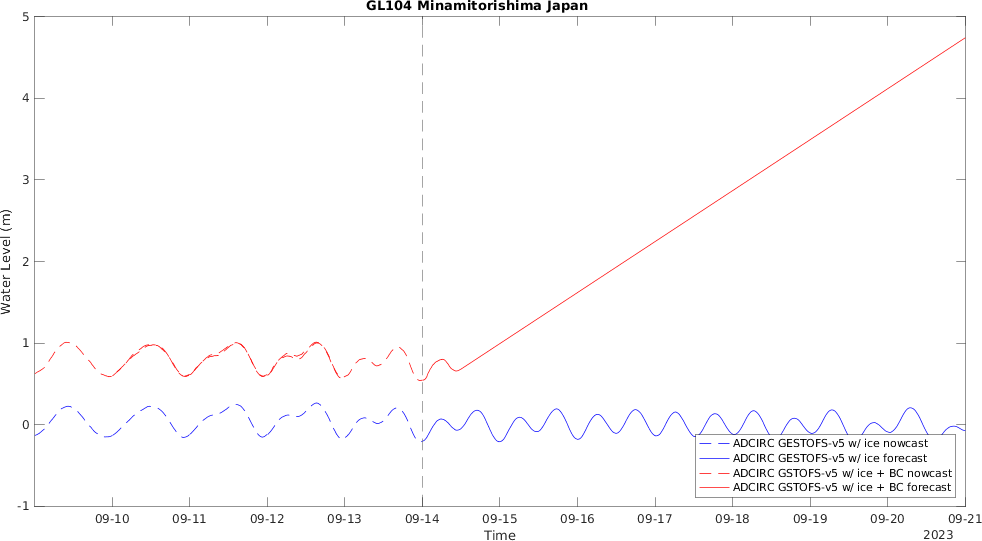 GL104 Minamitorishima Japan
5
4
3
2
1
0
-1
Water Level (m)
ADCIRC GESTOFS-v5 w/ ice nowcast
ADCIRC GESTOFS-v5 w/ ice forecast
ADCIRC GSTOFS-v5 w/ ice + BC nowcast
ADCIRC GSTOFS-v5 w/ ice + BC forecast
09-10 09-11 09-12 09-13 09-14 09-15 09-16 09-17 09-18 09-19 09-20 09-21
Time
2023